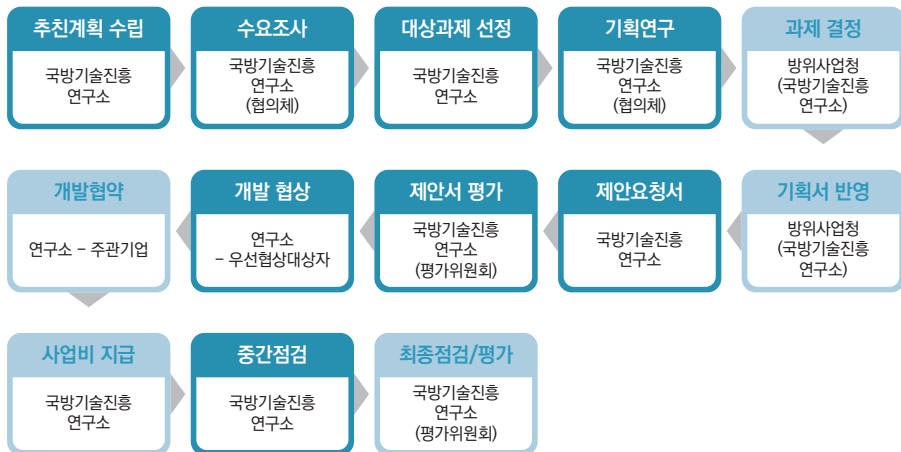 추친계획 수립
국방기술진흥
연구소
수요조사
국방기술진흥
연구소
(협의체)
대상과제 선정
국방기술진흥
연구소
기획연구
국방기술진흥
연구소
(협의체)
과제 결정
방위사업청
(국방기술진흥
연구소)
개발협약
연구소 – 주관기업
개발 협상
연구소
– 우선협상대상자
제안서 평가
국방기술진흥
연구소
(평가위원회)
제안요청서
국방기술진흥
연구소
기획서 반영
방위사업청
(국방기술진흥
연구소)
사업비 지급
국방기술진흥
연구소
중간점검
국방기술진흥
연구소
최종점검/평가
국방기술진흥
연구소
(평가위원회)